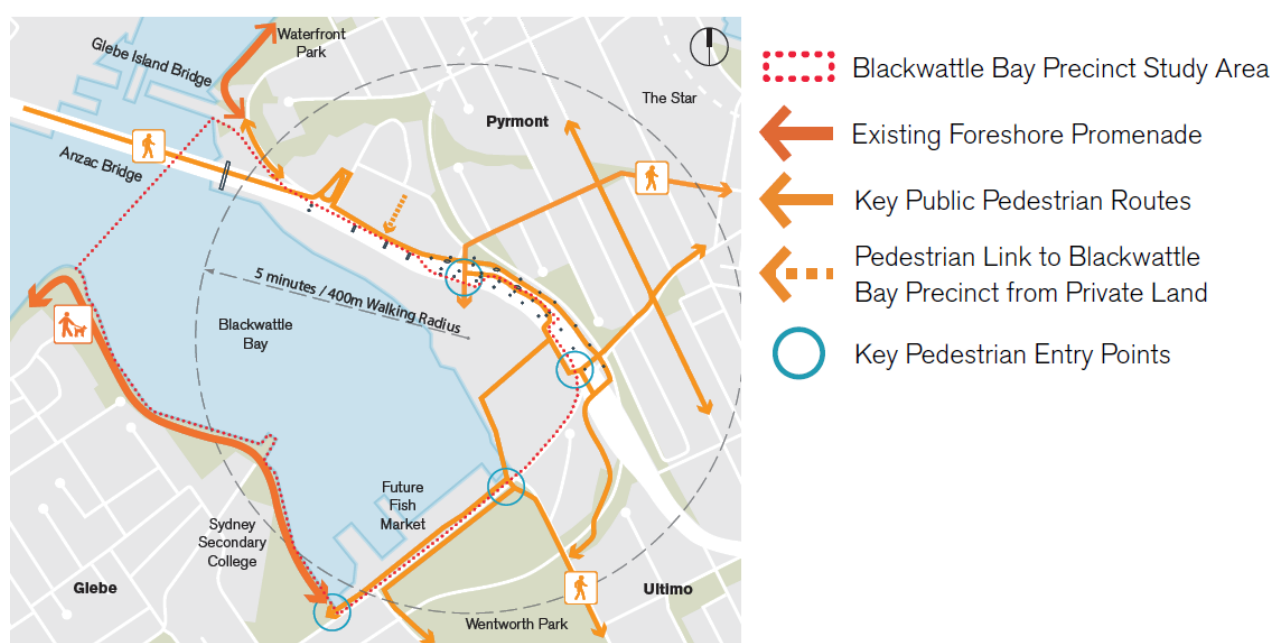 Waterfront
Park
Glebe Island Bridge
The Star
Pyrmont
Anzac Bridge
5 minutes / 400m Walking Radius
Blackwattle
Bay
Future
Fish
Market
Sydney
Secondary
College
Glebe
Ultimo
Wentworth Park
Blackwattle Bay Precinct Study Area
Existing Foreshore Promenade
Key Public Pedestrian Routes
Pedestrian Link to Blackwattle
Bay Precinct from Private Land
Key Pedestrian Entry Points